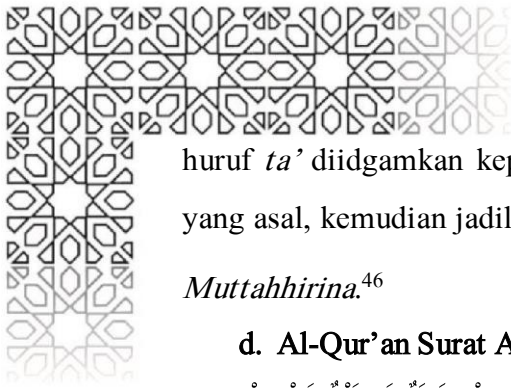 huruf ta’ diidgamkan kep
yang asal, kemudian jadil
Muttahhirina.46
d. Al-Qur’an Surat A